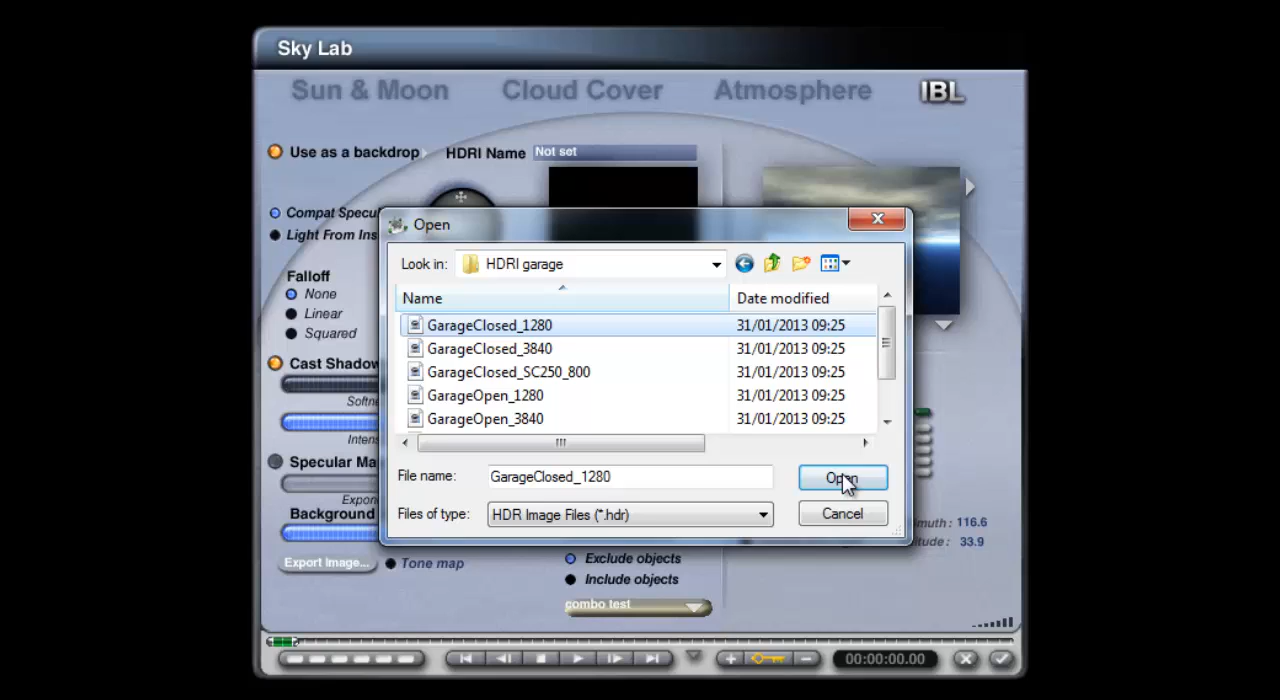 Sky Lab
Sun & Moon Cloud Cover Atmosphere IBL
Use as a backdrop HDRI Name Not set
Compat Specul
Light From Ins
Falloff
None
Linear
Squared
Cast Shadow
Softn
Intens
Specular Ma
Expon
Background
Export Image... Tone map
Open
Look in: HDRI garage
Name Date modified
GarageClosed_1280 31/01/2013 09:25
GarageClosed_3840 31/01/2013 09:25
GarageClosed_SC250_800 31/01/2013 09:25
GarageOpen_1280 31/01/2013 09:25
GarageOpen_3840 31/01/2013 09:25
File name: GarageClosed_1280 Open
Files of type: HDR Image Files (*.hdr) Cancel
muth: 116.6
itude: 33.9
Exclude objects
Include objects
combo test
00:00:00.00